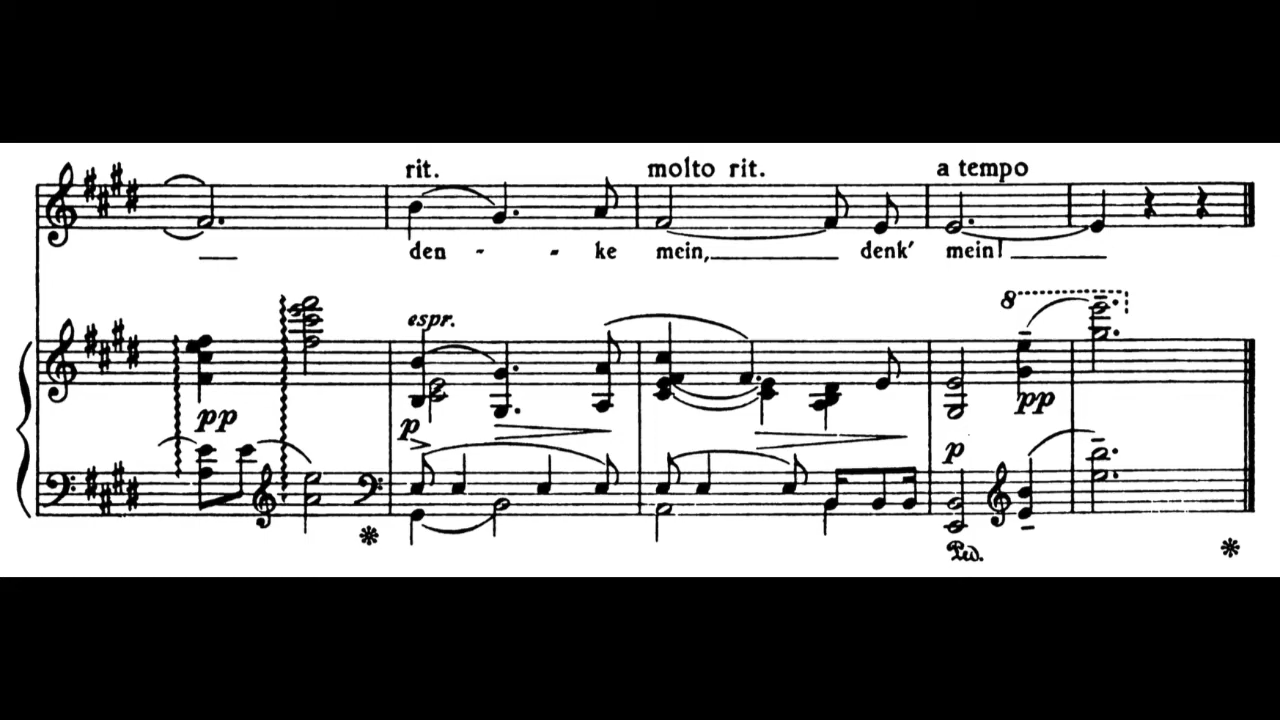 rit. molto rit. a tempo
den - - ke mein, denk' mein!
8
espr.
pp p pp
p
Ped.